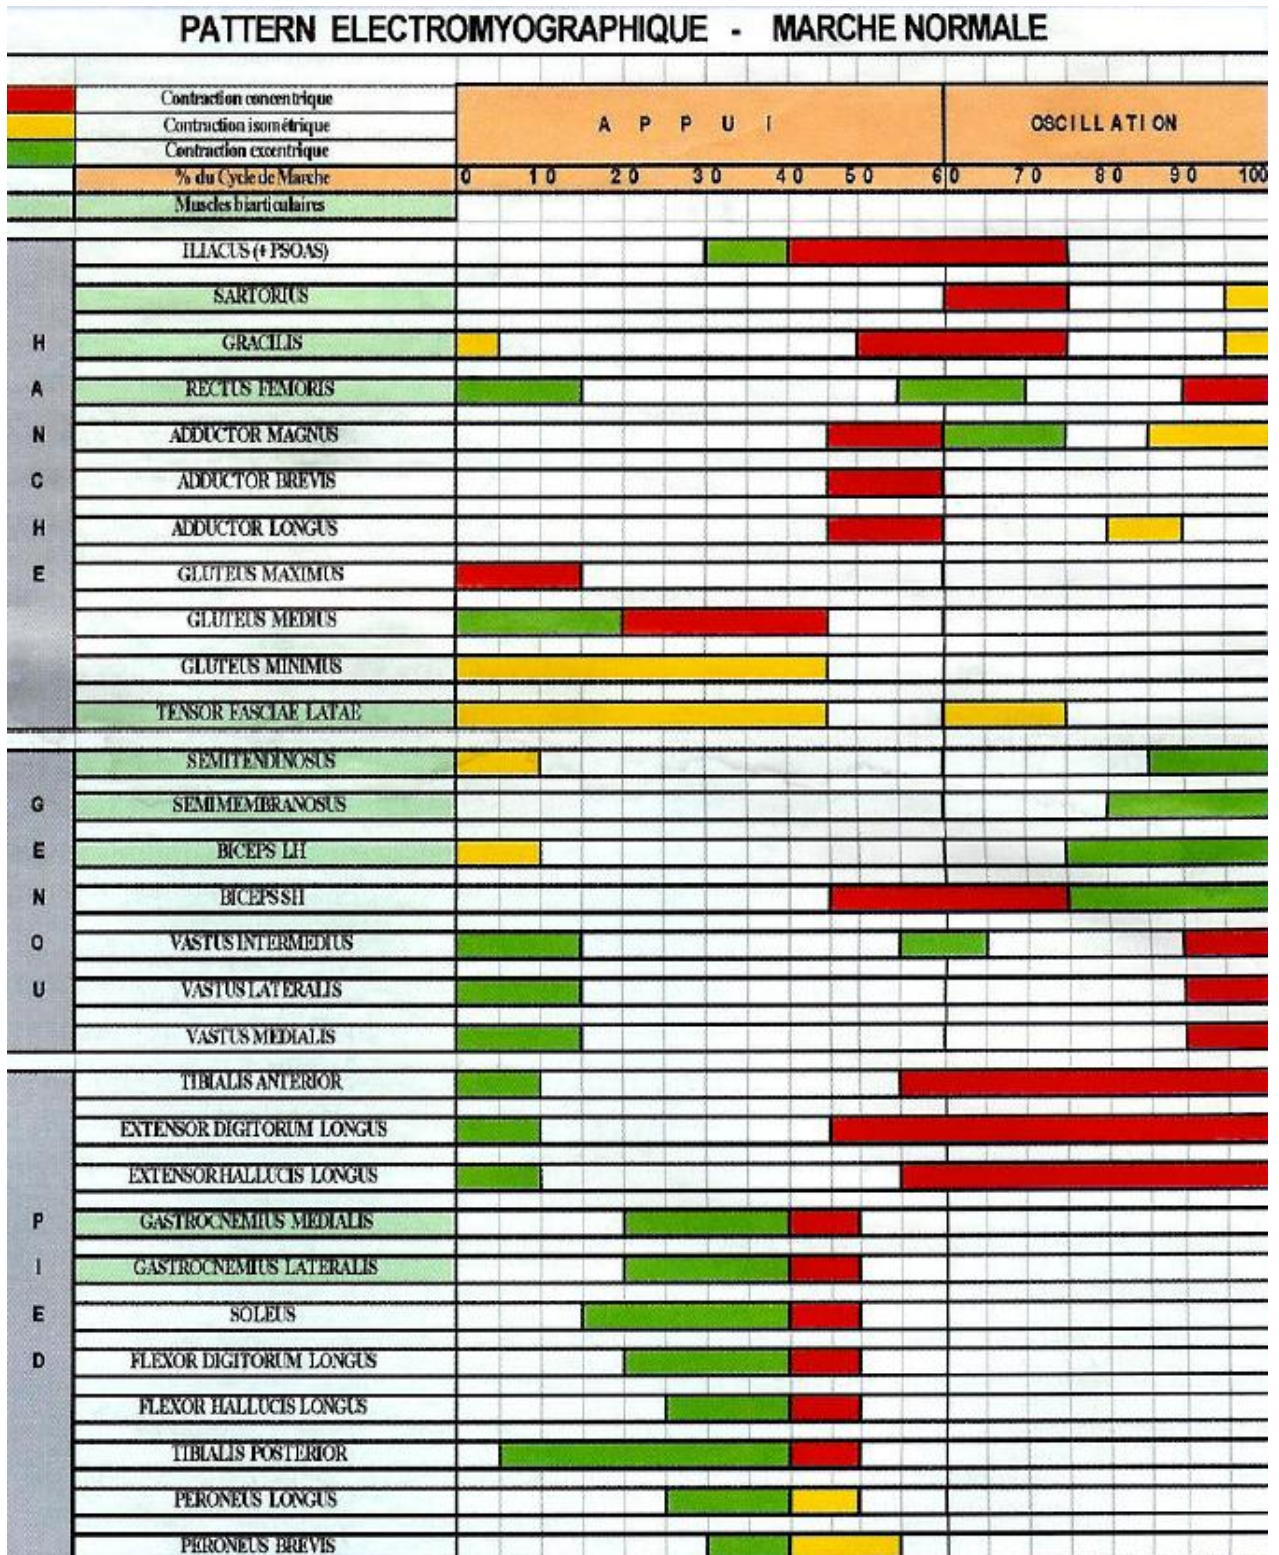 PATTERN ELECTROMYOGRAPHIQUE - MARCHE NORMALE
Contraction concentrique
Contraction isométrique
Contraction excentrique
APPUI OSCILLATION
% du Cycle de Marche 0 10 20 30 40 50 60 70 80 90 100
Muscles biarticulaires
HANCHE
ILIACUS (+ PSOAS)
SARTORIUS
GRACILIS
RECTUS FEMORIS
ADDUCTOR MAGNUS
ADDUCTOR BREVIS
ADDUCTOR LONGUS
GLUTEUS MAXIMUS
GLUTEUS MEDIUS
GLUTEUS MINIMUS
TENSOR FASCIAE LATAE
GENOU
SEMITENDINOSUS
SEMIMEMBRANOSUS
BICEPS LH
BICEPS SH
VASTUS INTERMEDIUS
VASTUS LATERALIS
VASTUS MEDIALIS
PIED
TIBIALIS ANTERIOR
EXTENSOR DIGITORUM LONGUS
EXTENSOR HALLUCIS LONGUS
GASTROCNEMIUS MEDIALIS
GASTROCNEMIUS LATERALIS
SOLEUS
FLEXOR DIGITORUM LONGUS
FLEXOR HALLUCIS LONGUS
TIBIALIS POSTERIOR
PERONEUS LONGUS
PERONEUS BREVIS